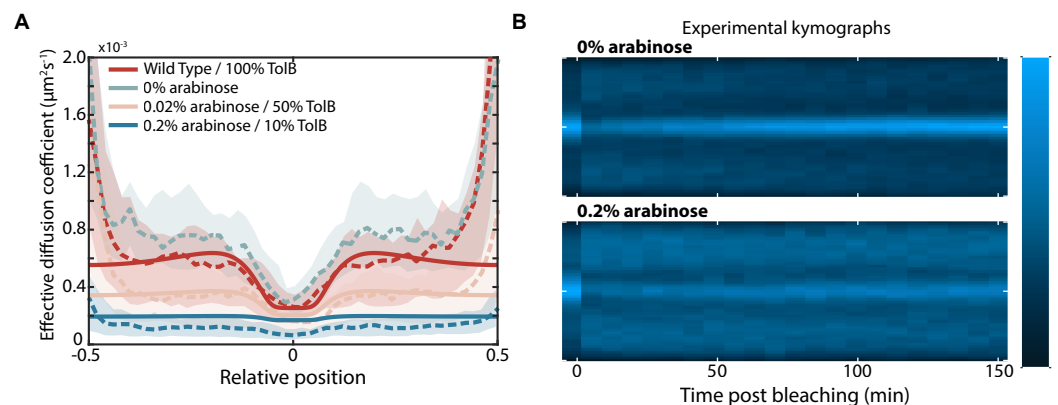 A
x10⁻³
2.0
1.6
1.2
0.8
0.4
0
-0.5
0
0.5
Effective diffusion coefficient (μm²s⁻¹)
Relative position
Wild Type / 100% TolB
0% arabinose
0.02% arabinose / 50% TolB
0.2% arabinose / 10% TolB
B
Experimental kymographs
0% arabinose
0.2% arabinose
0
50
100
150
Time post bleaching (min)